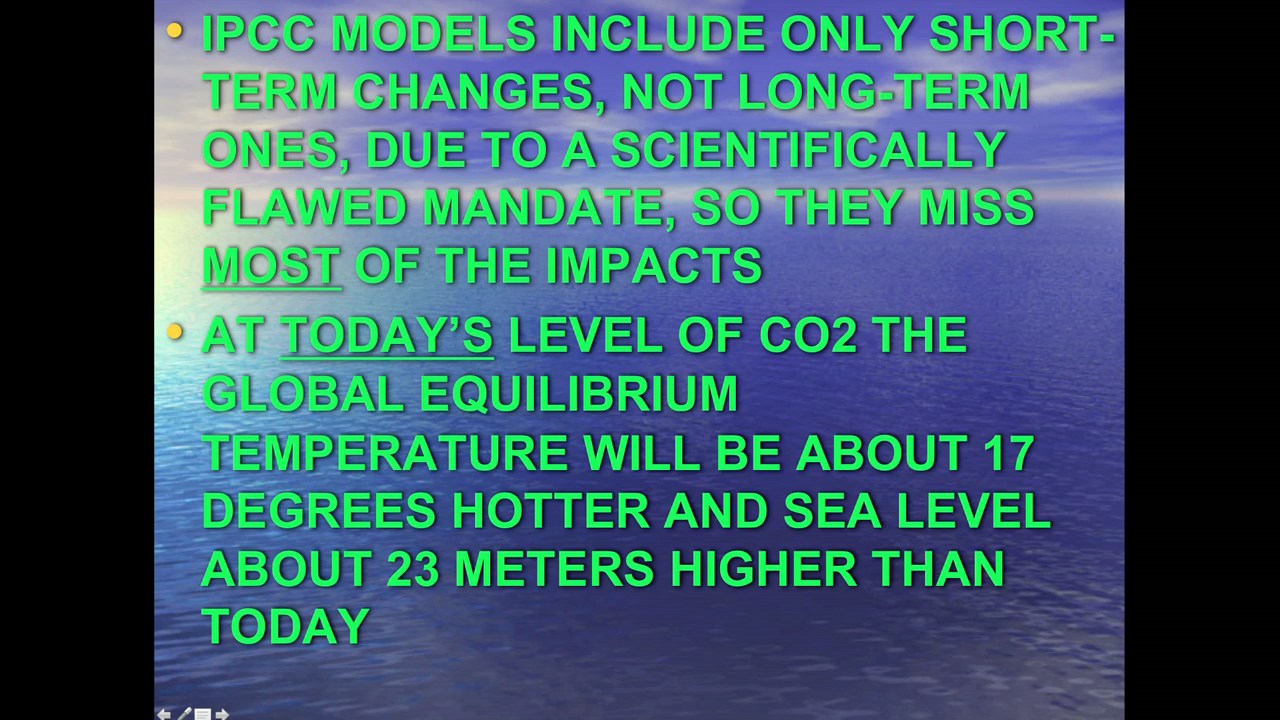 • IPCC MODELS INCLUDE ONLY SHORT-
TERM CHANGES, NOT LONG-TERM
ONES, DUE TO A SCIENTIFICALLY
FLAWED MANDATE, SO THEY MISS
MOST OF THE IMPACTS
• AT TODAY’S LEVEL OF CO2 THE
GLOBAL EQUILIBRIUM
TEMPERATURE WILL BE ABOUT 17
DEGREES HOTTER AND SEA LEVEL
ABOUT 23 METERS HIGHER THAN
TODAY